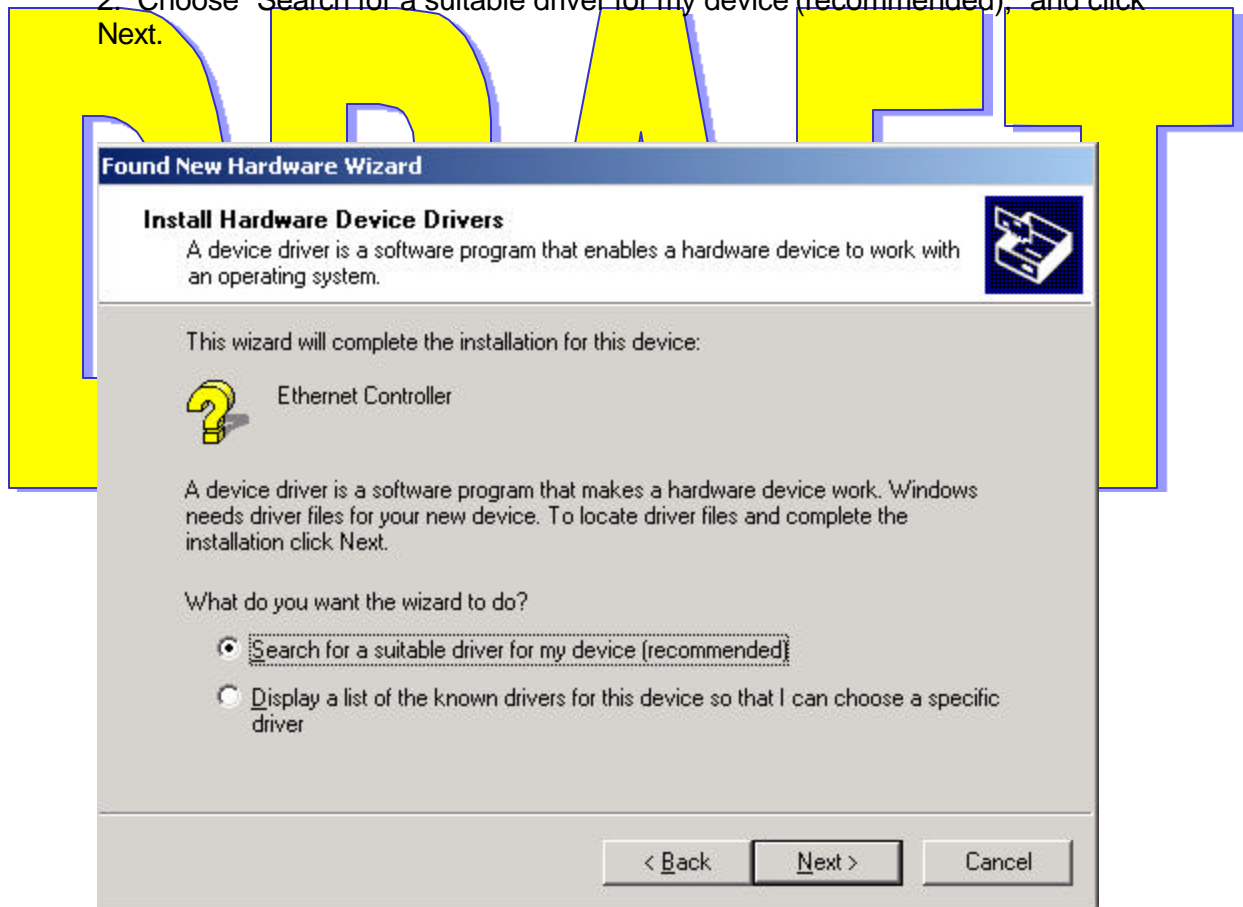 2. Choose "Search for a suitable driver for my device (recommended)," and click
Next.
DRAFT
Found New Hardware Wizard
Install Hardware Device Drivers
A device driver is a software program that enables a hardware device to work with
an operating system.
This wizard will complete the installation for this device:
Ethernet Controller
A device driver is a software program that makes a hardware device work. Windows
needs driver files for your new device. To locate driver files and complete the
installation click Next.
What do you want the wizard to do?
Search for a suitable driver for my device (recommended)
Display a list of the known drivers for this device so that I can choose a specific
driver
< Back Next > Cancel